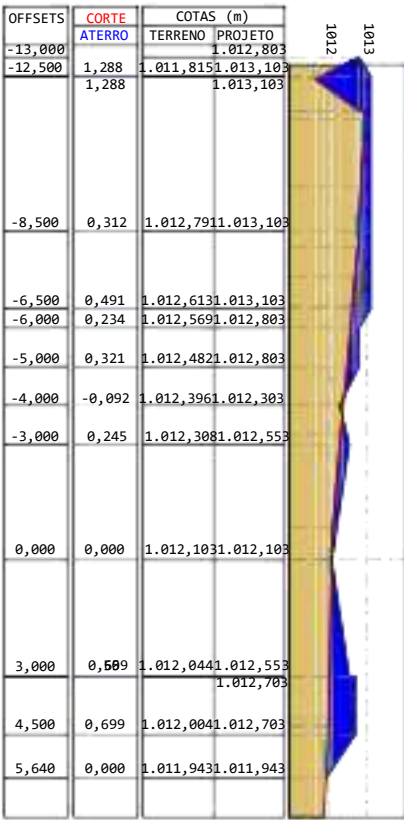 OFFSETS CORTE COTAS (m)
ATERRO TERRENO PROJETO
1012 1013
-13,000 1.012,803
-12,500 1,288 1.011,815 1.013,103
1,288 1.013,103
-8,500 0,312 1.012,791 1.013,103
-6,500 0,491 1.012,613 1.013,103
-6,000 0,234 1.012,569 1.012,803
-5,000 0,321 1.012,482 1.012,803
-4,000 -0,092 1.012,396 1.012,303
-3,000 0,245 1.012,308 1.012,553
0,000 0,000 1.012,103 1.012,103
3,000 1.012,044 1.012,553
1.012,703
4,500 0,699 1.012,004 1.012,703
5,640 0,000 1.011,943 1.011,943